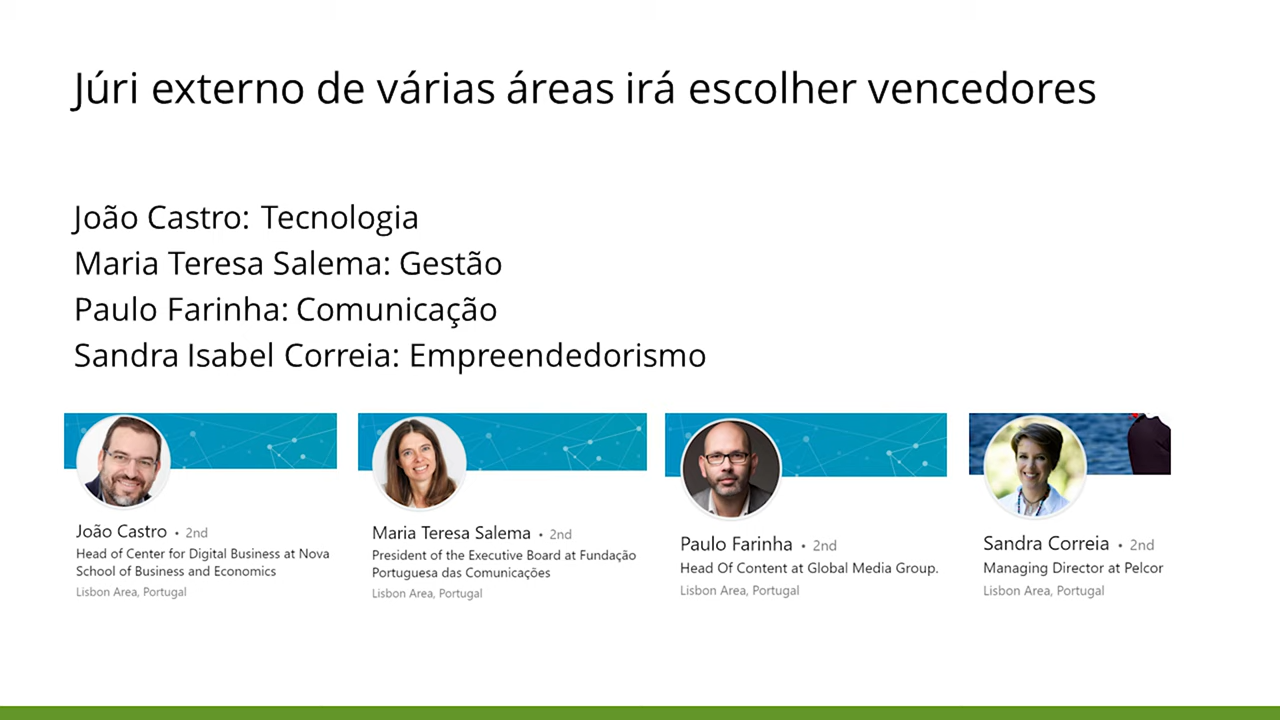 Júri externo de várias áreas irá escolher vencedores
João Castro: Tecnologia
Maria Teresa Salema: Gestão
Paulo Farinha: Comunicação
Sandra Isabel Correia: Empreendedorismo
João Castro • 2nd
Head of Center for Digital Business at Nova
School of Business and Economics
Lisbon Area, Portugal
Maria Teresa Salema • 2nd
President of the Executive Board at Fundação
Portuguesa das Comunicações
Lisbon Area, Portugal
Paulo Farinha • 2nd
Head Of Content at Global Media Group.
Lisbon Area, Portugal
Sandra Correia • 2nd
Managing Director at Pelcor
Lisbon Area, Portugal